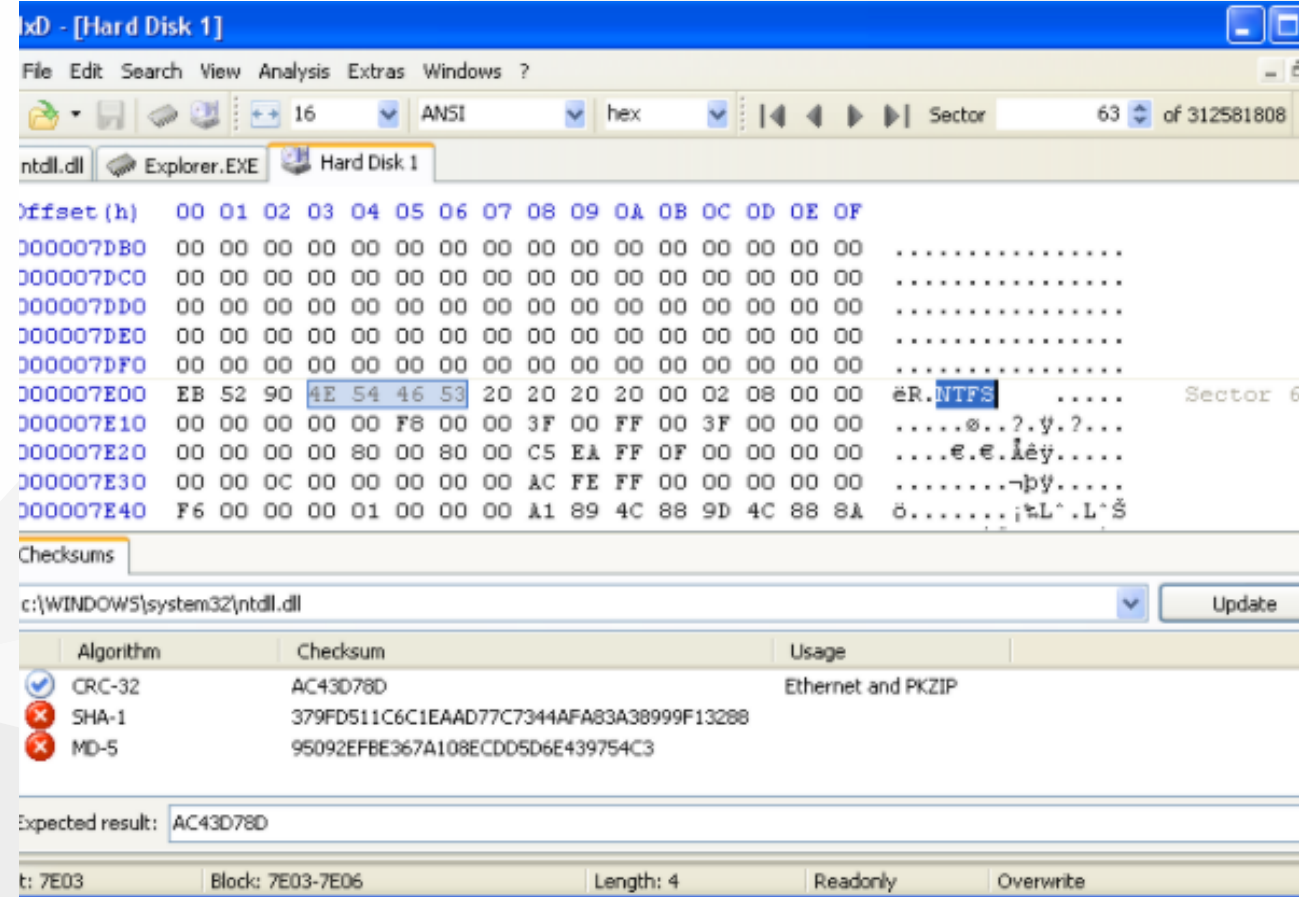 HxD - [Hard Disk 1]
File Edit Search View Analysis Extras Windows ?
16 ANSI hex Sector 63 of 312581808
ntdll.dll Explorer.EXE Hard Disk 1
Offset(h) 00 01 02 03 04 05 06 07 08 09 0A 0B 0C 0D 0E 0F
000007DB0 00 00 00 00 00 00 00 00 00 00 00 00 00 00 00 00 ................
000007DC0 00 00 00 00 00 00 00 00 00 00 00 00 00 00 00 00 ................
000007DD0 00 00 00 00 00 00 00 00 00 00 00 00 00 00 00 00 ................
000007DE0 00 00 00 00 00 00 00 00 00 00 00 00 00 00 00 00 ................
000007DF0 00 00 00 00 00 00 00 00 00 00 00 00 00 00 00 00 ................
000007E00 EB 52 90 4E 54 46 53 20 20 20 20 00 02 08 00 00 ëR.NTFS    ..... Sector 6
000007E10 00 00 00 00 00 F8 00 00 3F 00 FF 00 3F 00 00 00 .....ø..?.ÿ.?...
000007E20 00 00 00 00 80 00 80 00 C5 EA FF 0F 00 00 00 00 ....€.€.Åêÿ.....
000007E30 00 00 0C 00 00 00 00 00 AC FE FF 00 00 00 00 00 ........¬þÿ.....
000007E40 F6 00 00 00 01 00 00 00 A1 89 4C 88 9D 4C 88 8A ö.......¡‰Lˆ.LˆŠ
Checksums
c:\WINDOWS\system32\ntdll.dll Update
Algorithm Checksum Usage
CRC-32 AC43D78D Ethernet and PKZIP
SHA-1 379FD511C6C1EAAD77C7344AFA83A38999F13288
MD-5 95092EFBE367A108ECDD5D6E439754C3
Expected result: AC43D78D
t: 7E03 Block: 7E03-7E06 Length: 4 Readonly Overwrite